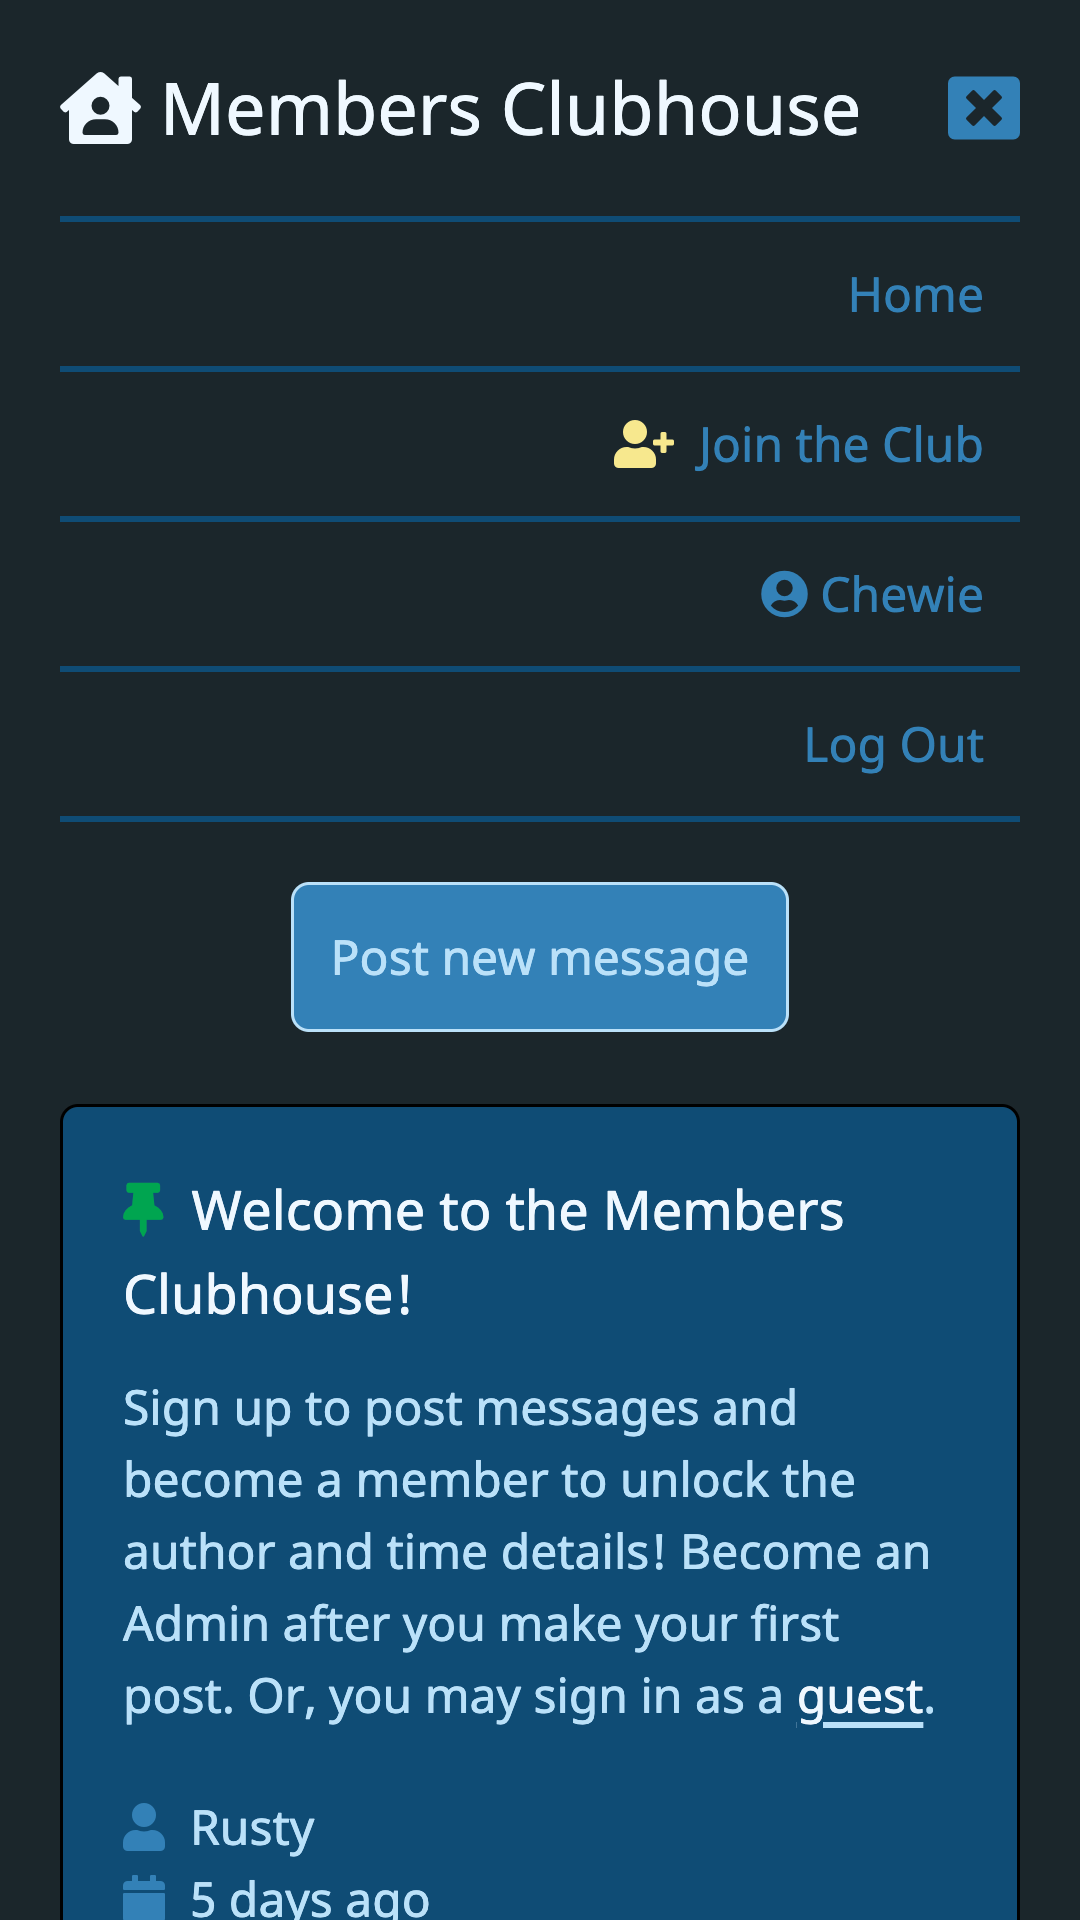 Members Clubhouse
Home
Join the Club
Chewie
Log Out
Post new message
Welcome to the Members
Clubhouse!
Sign up to post messages and
become a member to unlock the
author and time details! Become an
Admin after you make your first
post. Or, you may sign in as a guest.
Rusty
5 days ago